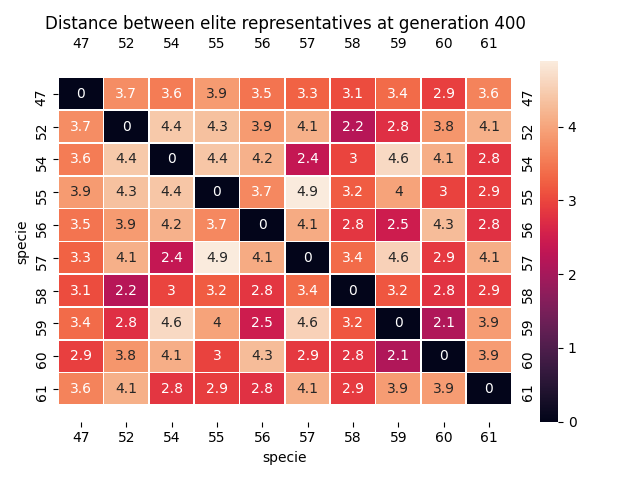 Distance between elite representatives at generation 400
47 52 54 55 56 57 58 59 60 61
47 0 3.7 3.6 3.9 3.5 3.3 3.1 3.4 2.9 3.6 47
52 3.7 0 4.4 4.3 3.9 4.1 2.2 2.8 3.8 4.1 52
4
54 3.6 4.4 0 4.4 4.2 2.4 3 4.6 4.1 2.8 54
55 3.9 4.3 4.4 0 3.7 4.9 3.2 4 3 2.9 55
3
specie
56 3.5 3.9 4.2 3.7 0 4.1 2.8 2.5 4.3 2.8 56
57 3.3 4.1 2.4 4.9 4.1 0 3.4 4.6 2.9 4.1 57
2
58 3.1 2.2 3 3.2 2.8 3.4 0 3.2 2.8 2.9 58
59 3.4 2.8 4.6 4 2.5 4.6 3.2 0 2.1 3.9 59
1
60 2.9 3.8 4.1 3 4.3 2.9 2.8 2.1 0 3.9 60
61 3.6 4.1 2.8 2.9 2.8 4.1 2.9 3.9 3.9 0 61
0
47 52 54 55 56 57 58 59 60 61
specie